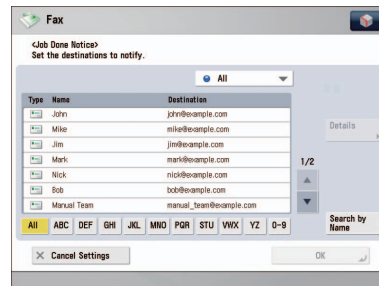 Fax
<Job Done Notice>
Set the destinations to notify.
All
Type Name Destination
John john@example.com
Mike mike@example.com
Jim jim@example.com
Mark mark@example.com
Nick nick@example.com
Bob bob@example.com
Manual Team manual_team@example.com
Details
1/2
All ABC DEF GHI JKL MNO PQR STU VWX YZ 0-9
Search by
Name
Cancel Settings
OK